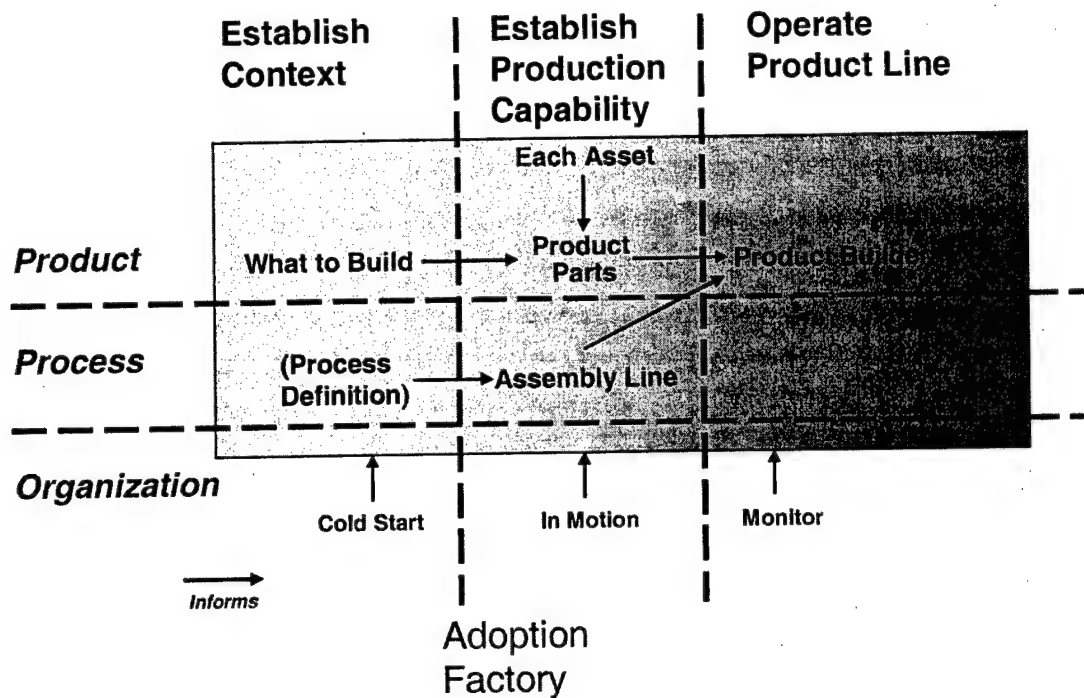 Establish
Context
Establish
Production
Capability
Operate
Product Line
Each Asset
Product
What to Build
Product
Parts
Product Builder
Process
(Process
Definition)
Assembly Line
Organization
Cold Start
In Motion
Monitor
Informs
Adoption
Factory